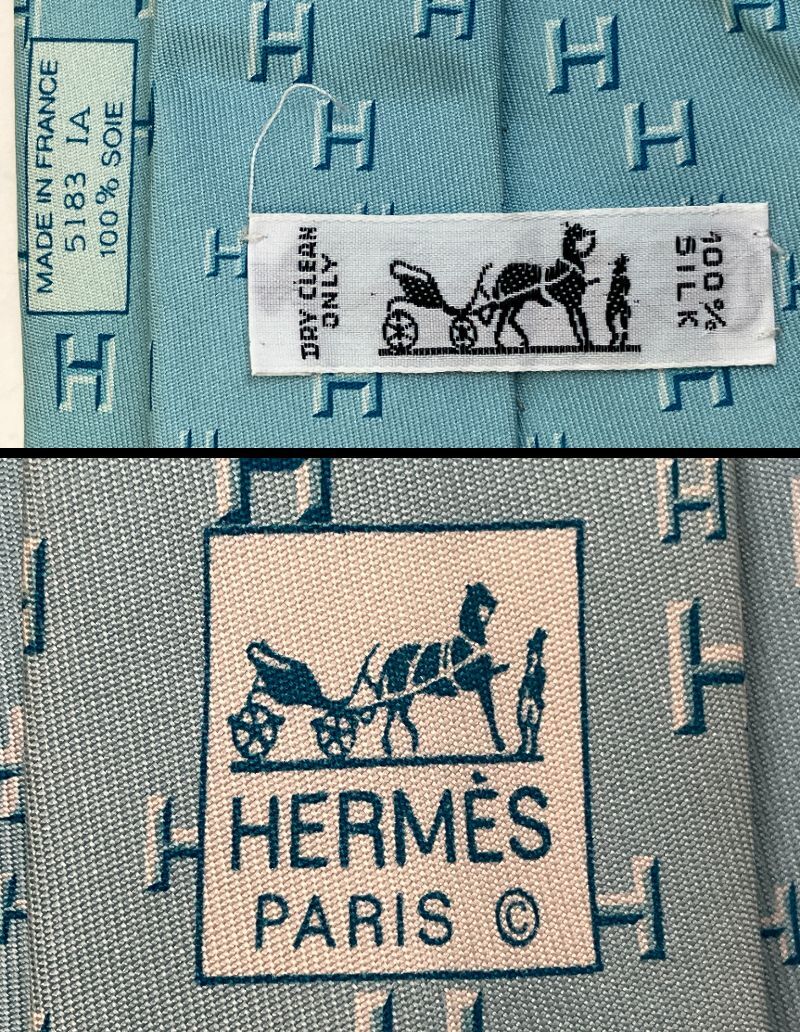 MADE IN FRANCE
5183 IA
100% SOIE
DRY CLEAN
ONLY
100%
SILK
HERMÈS
PARIS ©